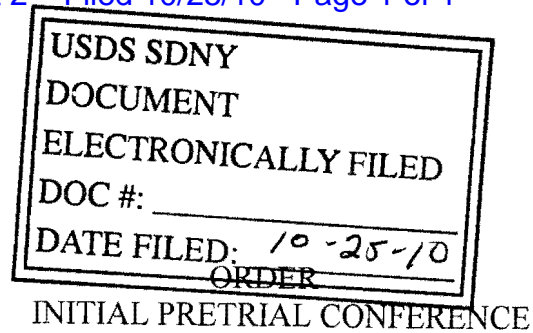 2 Filed 10/25/10 Page 1 of 1
USDS SDNY
DOCUMENT
ELECTRONICALLY FILED
DOC #:
DATE FILED: 10-25-10
ORDER
INITIAL PRETRIAL CONFERENCE